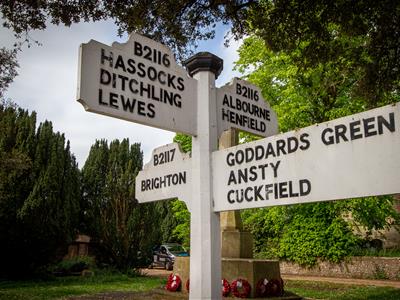 B2116
HASSOCKS
DITCHLING
LEWES
B2116
ALBOURNE
HENFIELD
B2117
BRIGHTON
GODDARDS GREEN
ANSTY
CUCKFIELD